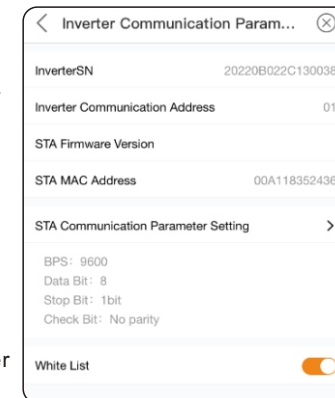 Inverter Communication Param...
InverterSN 20220B022C130038
Inverter Communication Address 01
STA Firmware Version
STA MAC Address 00A118352436
STA Communication Parameter Setting
BPS: 9600
Data Bit: 8
Stop Bit: 1bit
Check Bit: No parity
White List